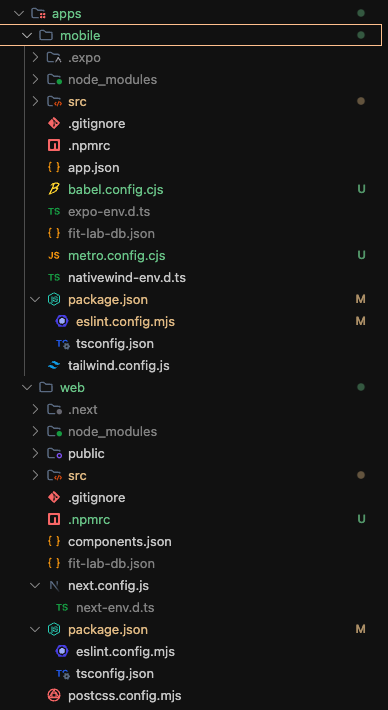 apps
mobile
.expo
node_modules
src
.gitignore
.npmrc
app.json
babel.config.cjs U
TS expo-env.d.ts
fit-lab-db.json
JS metro.config.cjs U
TS nativewind-env.d.ts
package.json M
eslint.config.mjs M
TS tsconfig.json
tailwind.config.js
web
.next
node_modules
public
src
.gitignore
.npmrc U
components.json
fit-lab-db.json
N next.config.js
TS next-env.d.ts
package.json M
eslint.config.mjs
TS tsconfig.json
postcss.config.mjs